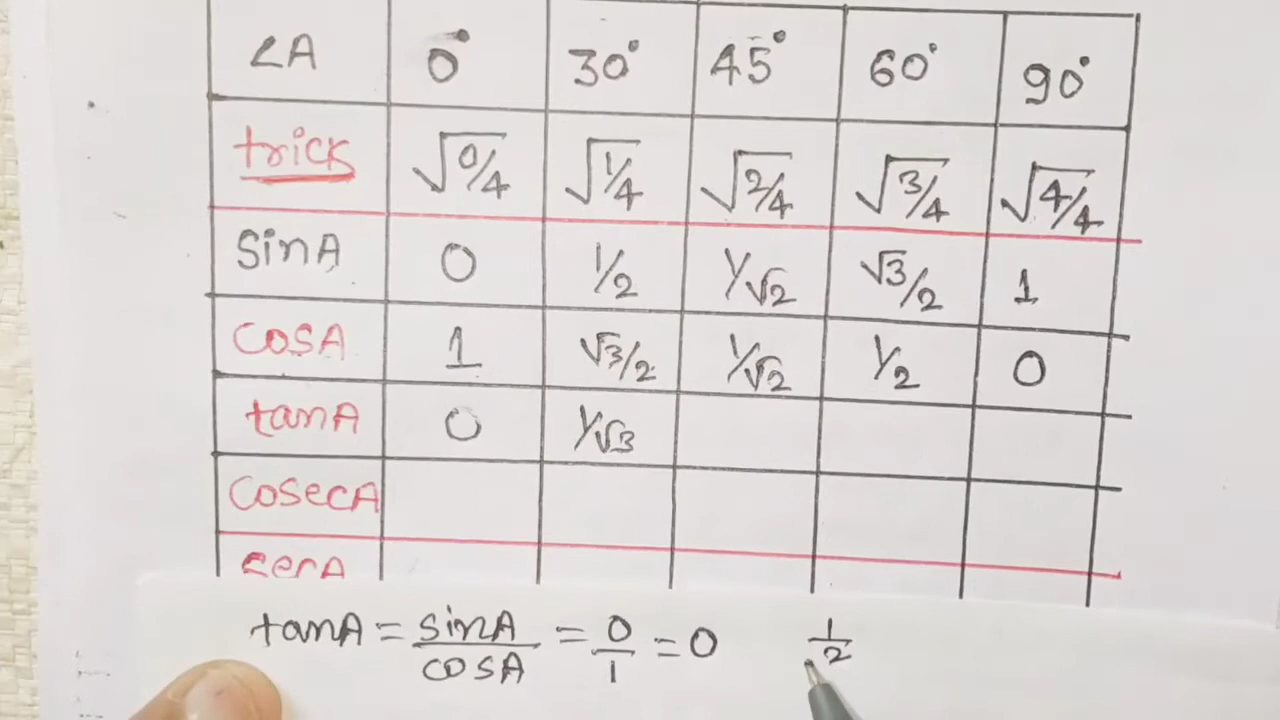 ∠A 0° 30° 45° 60° 90°
trick √0/4 √1/4 √2/4 √3/4 √4/4
SinA 0 1/2 1/√2 √3/2 1
COSA 1 √3/2 1/√2 1/2 0
tanA 0 1/√3
COSecA
secA
tanA = sinA/cosA = 0/1 = 0 1/2